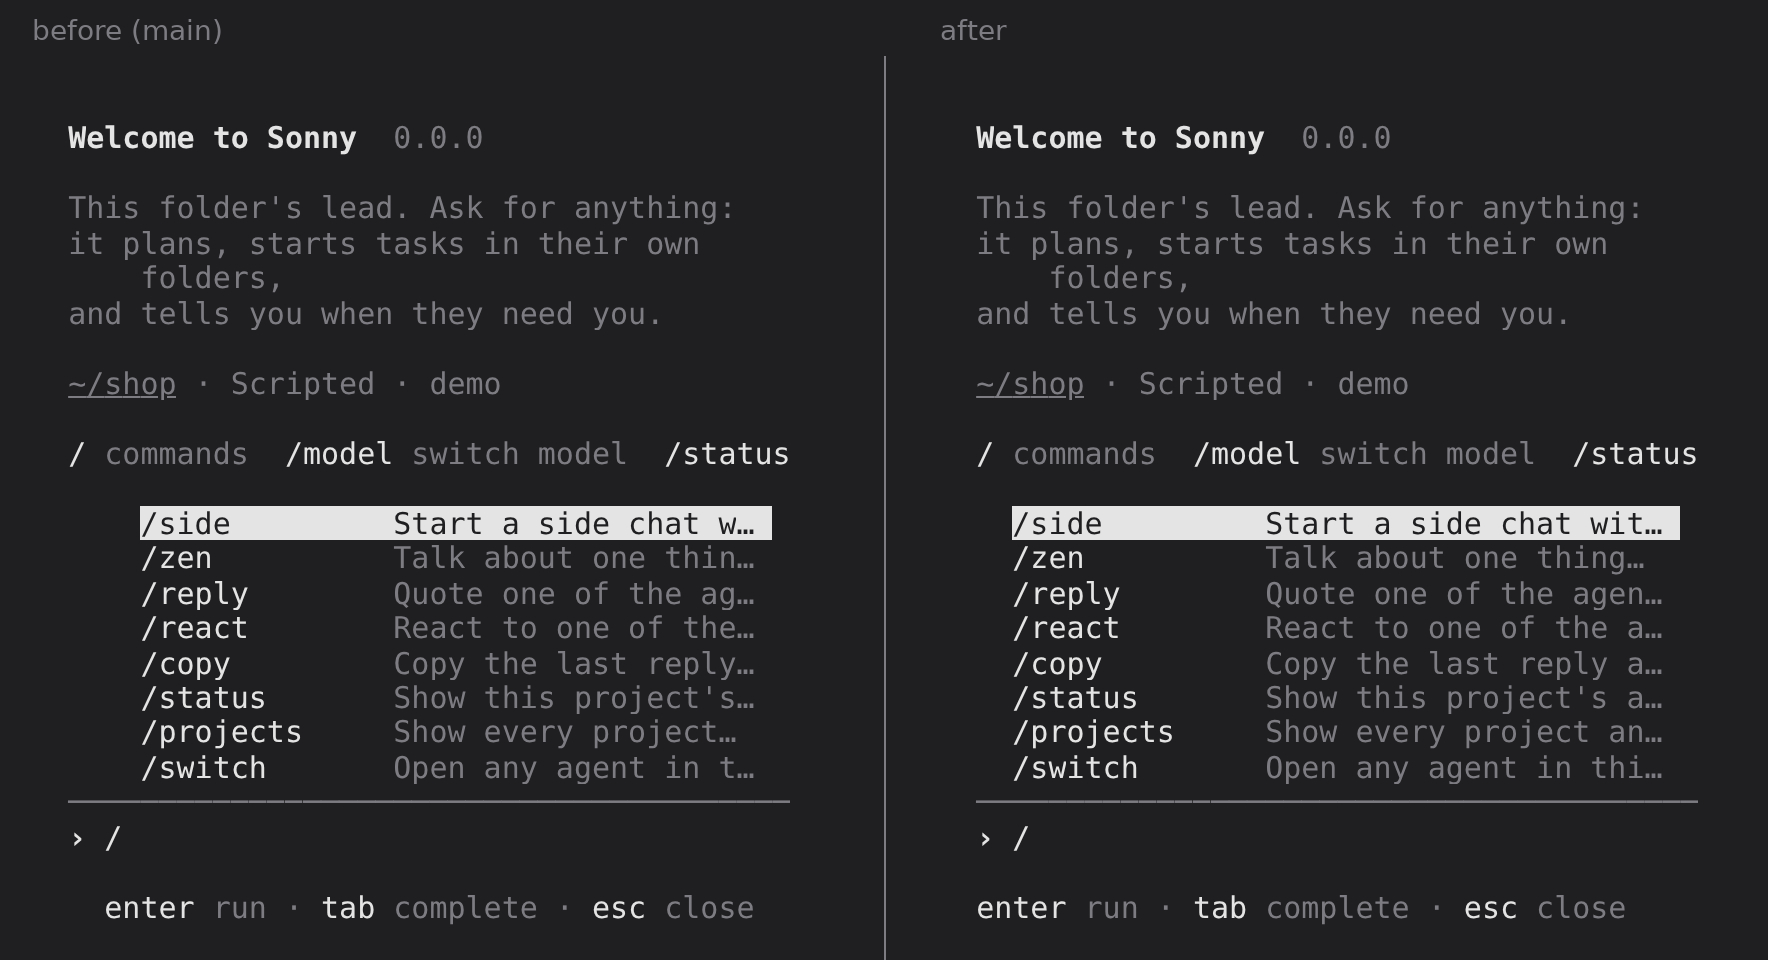 before (main)
Welcome to Sonny  0.0.0
This folder's lead. Ask for anything:
it plans, starts tasks in their own
folders,
and tells you when they need you.
~/shop · Scripted · demo
/ commands  /model switch model  /status
/side  Start a side chat w…
/zen  Talk about one thin…
/reply  Quote one of the ag…
/react  React to one of the…
/copy  Copy the last reply…
/status  Show this project's…
/projects  Show every project…
/switch  Open any agent in t…
› /
enter run · tab complete · esc close
after
Welcome to Sonny  0.0.0
This folder's lead. Ask for anything:
it plans, starts tasks in their own
folders,
and tells you when they need you.
~/shop · Scripted · demo
/ commands  /model switch model  /status
/side  Start a side chat wit…
/zen  Talk about one thing…
/reply  Quote one of the agen…
/react  React to one of the a…
/copy  Copy the last reply a…
/status  Show this project's a…
/projects  Show every project an…
/switch  Open any agent in thi…
› /
enter run · tab complete · esc close